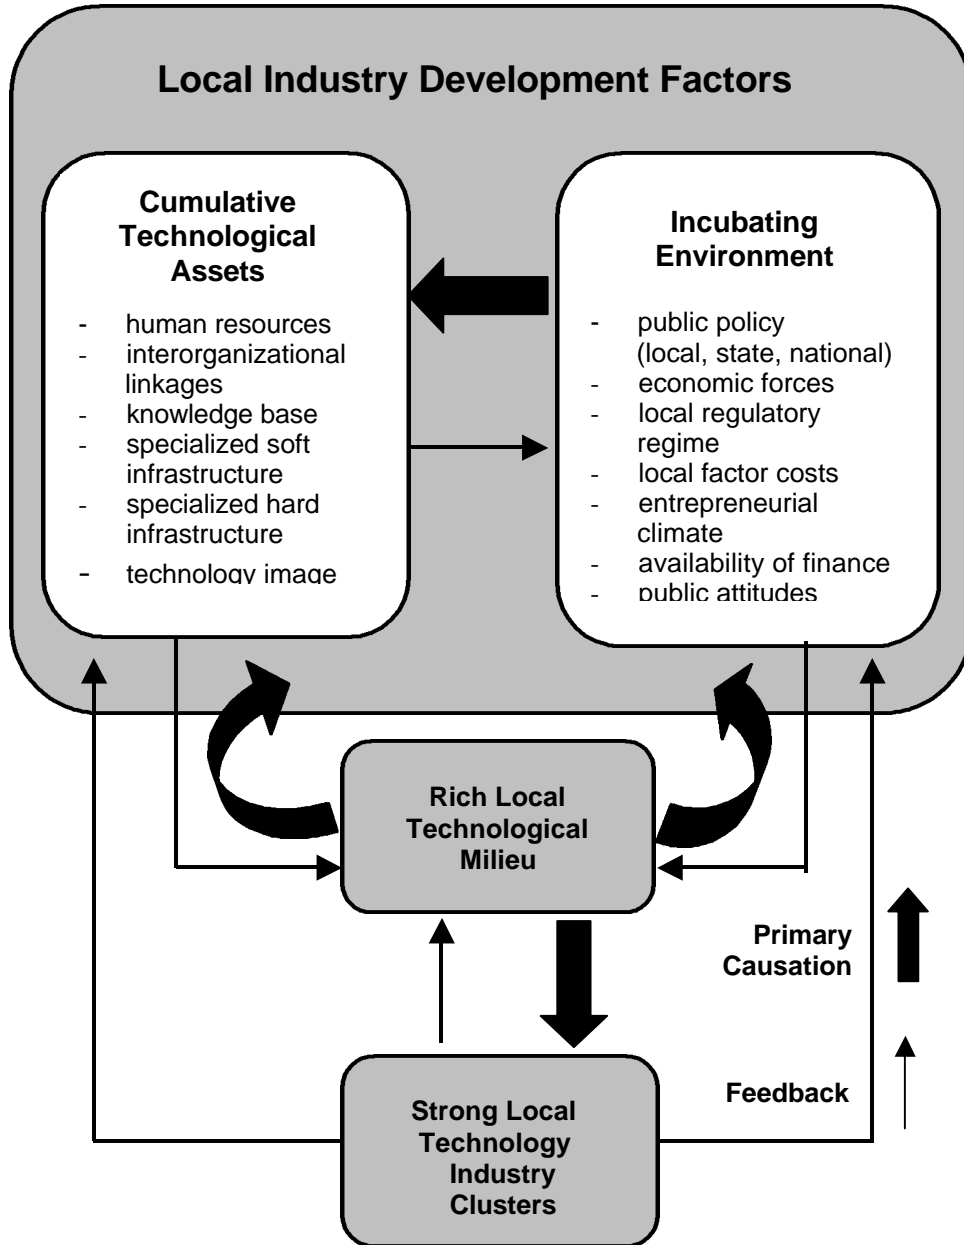 Local Industry Development Factors
Cumulative
Technological
Assets
- human resources
- interorganizational
linkages
- knowledge base
- specialized soft
infrastructure
- specialized hard
infrastructure
- technology image
Incubating
Environment
- public policy
(local, state, national)
- economic forces
- local regulatory
regime
- local factor costs
- entrepreneurial
climate
- availability of finance
- public attitudes
Rich Local
Technological
Milieu
Primary
Causation
Feedback
Strong Local
Technology
Industry
Clusters